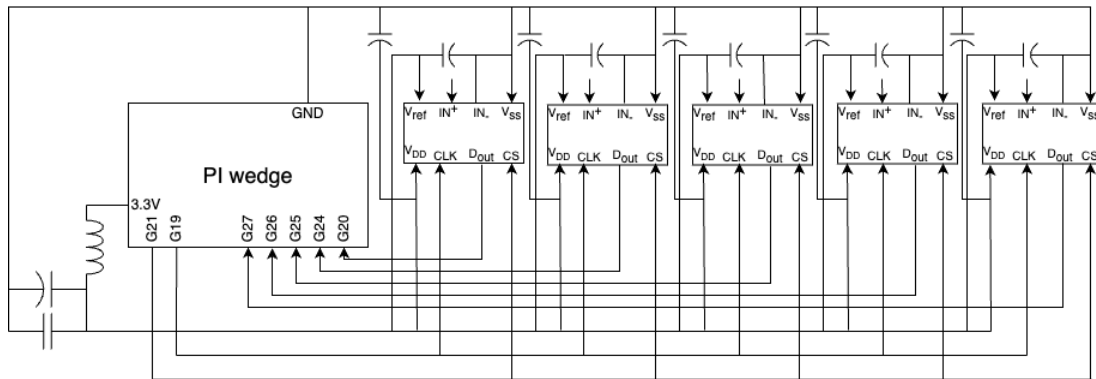 GND
PI wedge
3.3V
G21 G19 G27 G26 G25 G24 G20
Vref IN+ IN- Vss
VDD CLK Dout CS
Vref IN+ IN- Vss
VDD CLK Dout CS
Vref IN+ IN- Vss
VDD CLK Dout CS
Vref IN+ IN- Vss
VDD CLK Dout CS
Vref IN+ IN- Vss
VDD CLK Dout CS